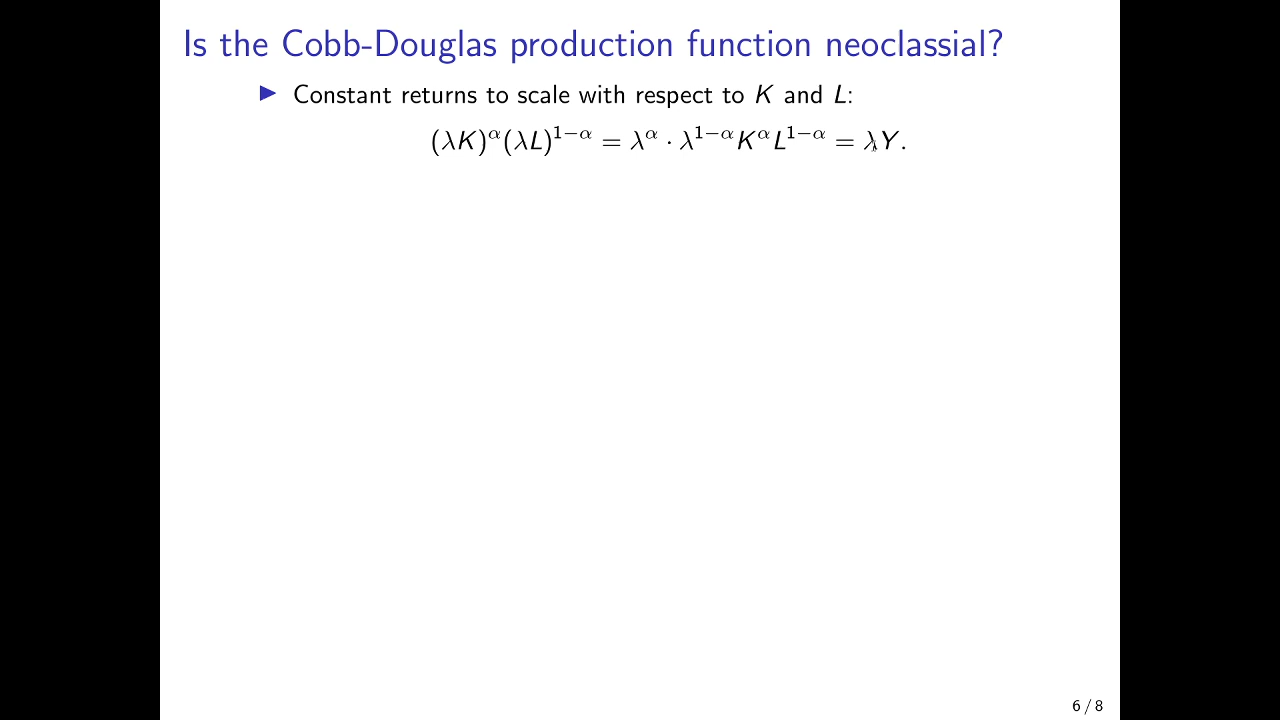 Is the Cobb-Douglas production function neoclassial?
▶ Constant returns to scale with respect to K and L:
(λK)^α(λL)^{1−α} = λ^α · λ^{1−α}K^αL^{1−α} = λY.
6 / 8